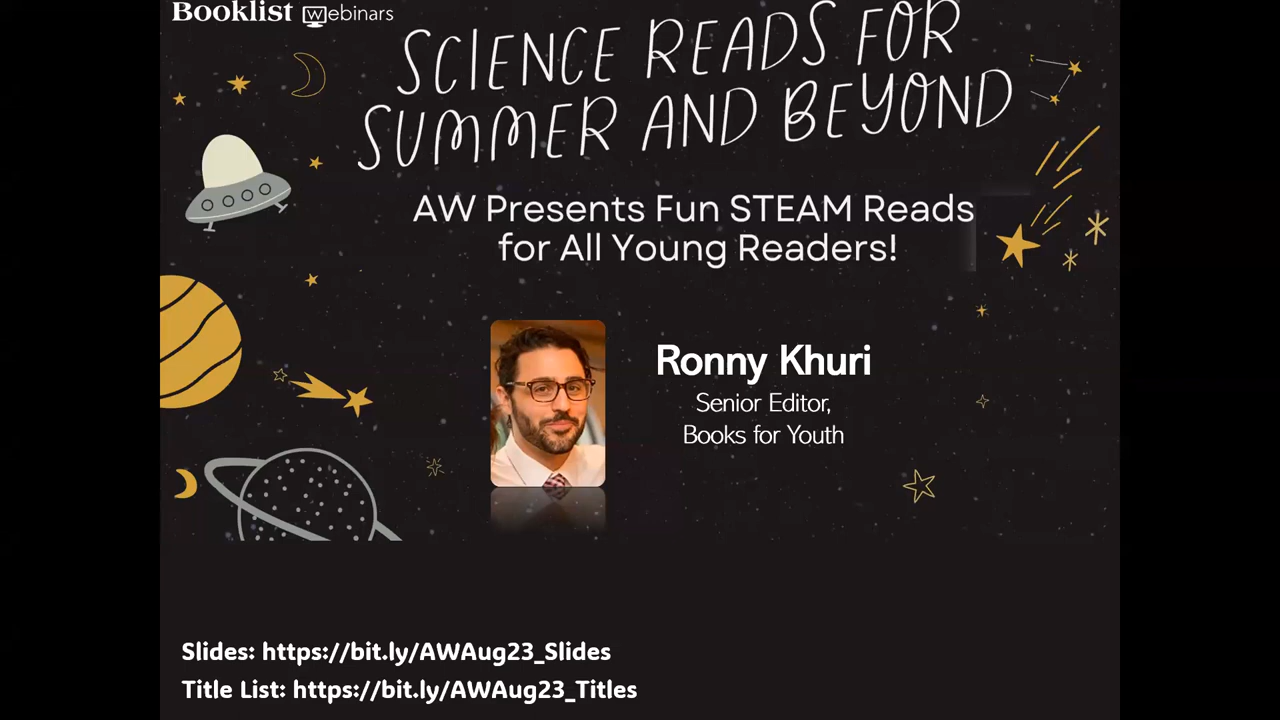 Booklist Webinars
SCIENCE READS FOR
SUMMER AND BEYOND
AW Presents Fun STEAM Reads
for All Young Readers!
Ronny Khuri
Senior Editor,
Books for Youth
Slides: https://bit.ly/AWAug23_Slides
Title List: https://bit.ly/AWAug23_Titles